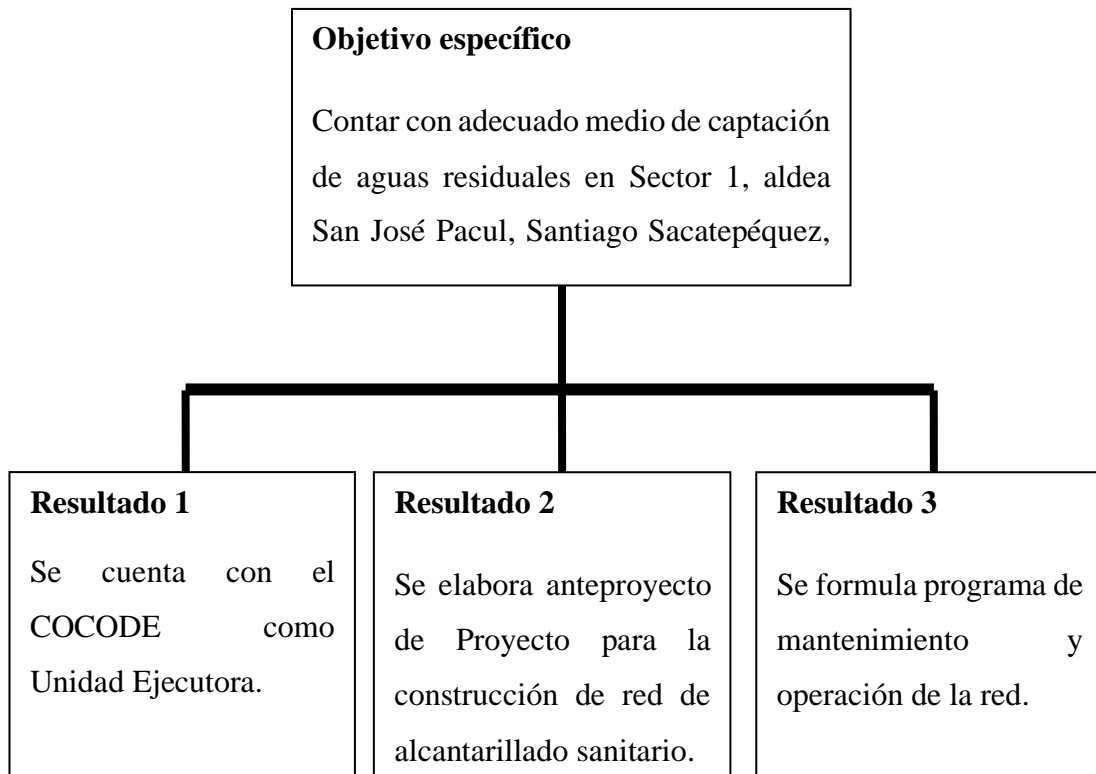 Objetivo específico
Contar con adecuado medio de captación
de aguas residuales en Sector 1, aldea
San José Pacul, Santiago Sacatepéquez,
Resultado 1
Se cuenta con el
COCODE como
Unidad Ejecutora.
Resultado 2
Se elabora anteproyecto
de Proyecto para la
construcción de red de
alcantarillado sanitario.
Resultado 3
Se formula programa de
mantenimiento y
operación de la red.